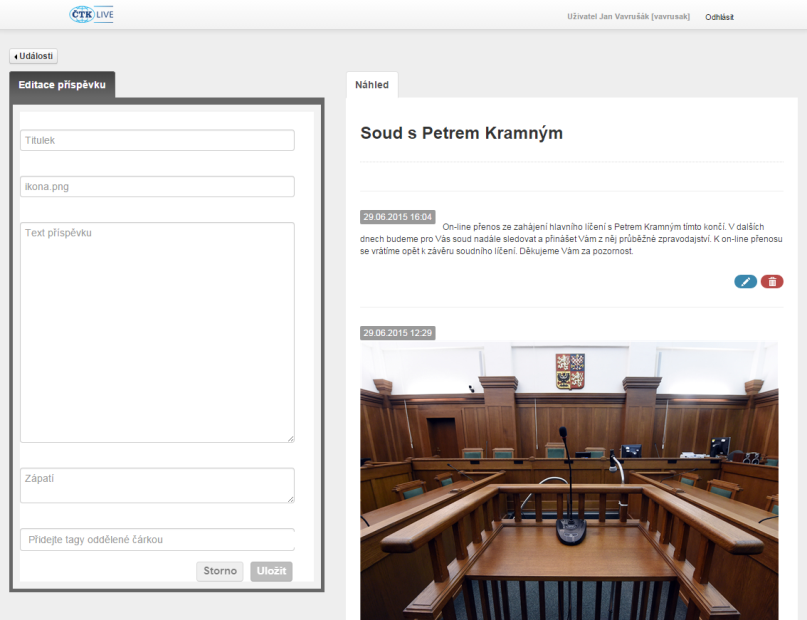 ČTK LIVE
Uživatel Jan Vavrušák [vavrusak]
Odhlásit
Události
Editace příspěvku
Titulek
ikona.png
Text příspěvku
Zápatí
Přidejte tagy oddělené čárkou
Storno
Uložit
Náhled
Soud s Petrem Kramným
29.06.2015 16:04
On-line přenos ze zahájení hlavního líčení s Petrem Kramným tímto končí. V dalších
dnech budeme pro Vás soud nadále sledovat a přinášet Vám z něj průběžné zpravodajství. K on-line přenosu
se vrátíme opět k závěru soudního líčení. Děkujeme Vám za pozornost.
29.06.2015 12:29